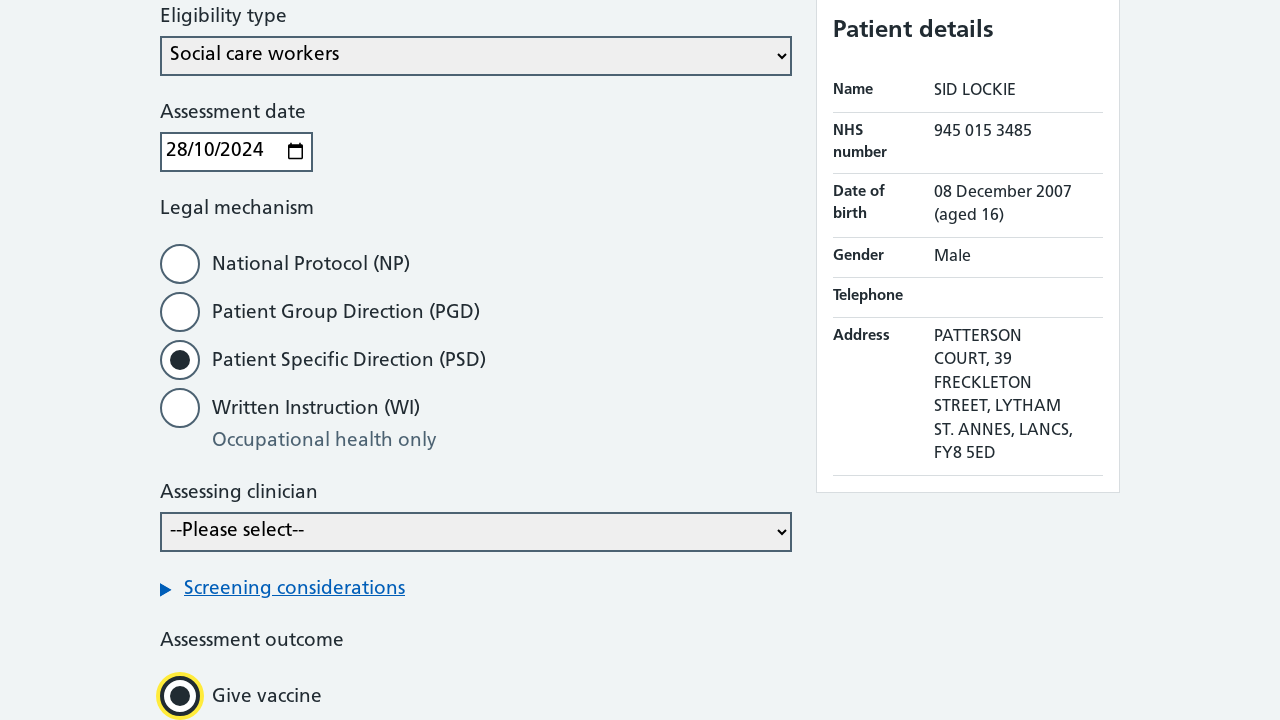 Eligibility type
Social care workers
Assessment date
28/10/2024
Legal mechanism
National Protocol (NP)
Patient Group Direction (PGD)
Patient Specific Direction (PSD)
Written Instruction (WI)
Occupational health only
Assessing clinician
--Please select--
Screening considerations
Assessment outcome
Give vaccine
Patient details
Name SID LOCKIE
NHS number 945 015 3485
Date of birth 08 December 2007
(aged 16)
Gender Male
Telephone
Address PATTERSON
COURT, 39
FRECKLETON
STREET, LYTHAM
ST. ANNES, LANCS,
FY8 5ED